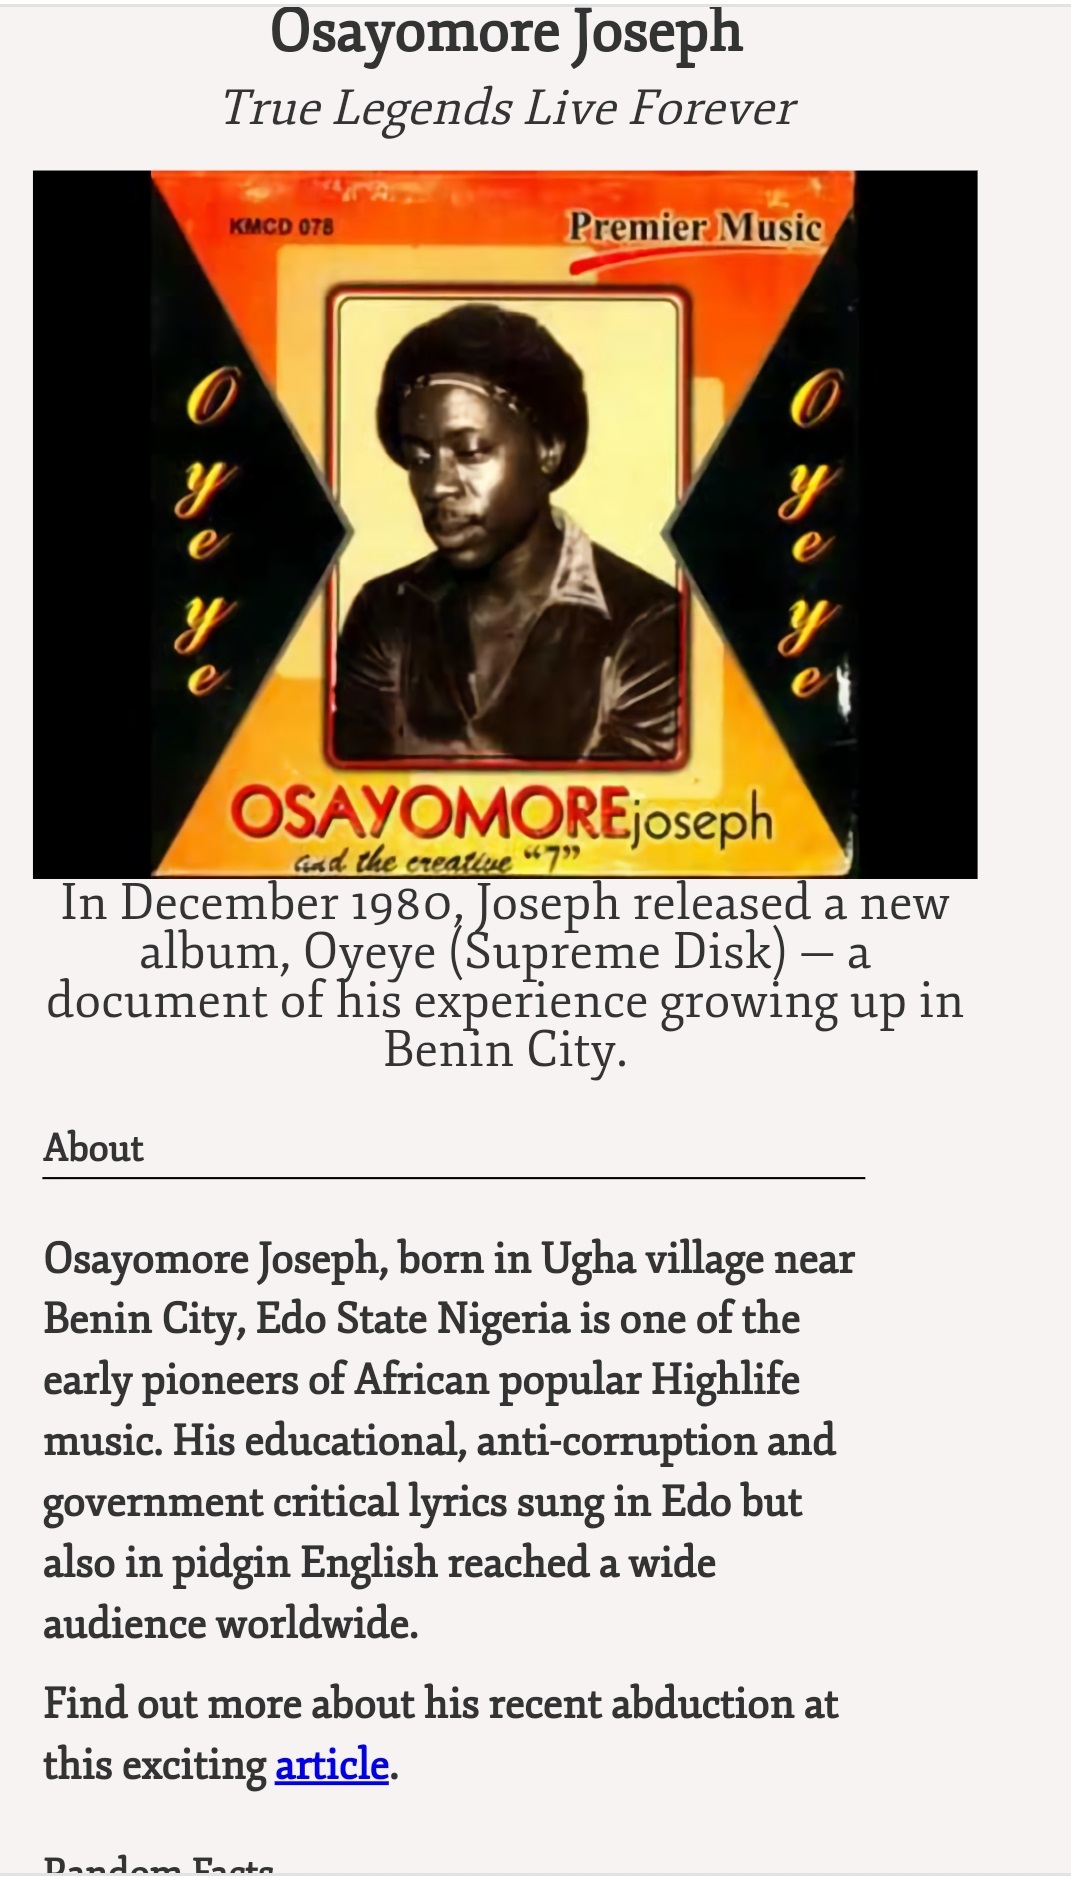 Osayomore Joseph
True Legends Live Forever
KMCD 078
Premier Music
Oyeye
Oyeye
OSAYOMOREjoseph
and the creative “7”
In December 1980, Joseph released a new
album, Oyeye (Supreme Disk) – a
document of his experience growing up in
Benin City.
About
Osayomore Joseph, born in Ugha village near
Benin City, Edo State Nigeria is one of the
early pioneers of African popular Highlife
music. His educational, anti-corruption and
government critical lyrics sung in Edo but
also in pidgin English reached a wide
audience worldwide.
Find out more about his recent abduction at
this exciting article.
Random Facts